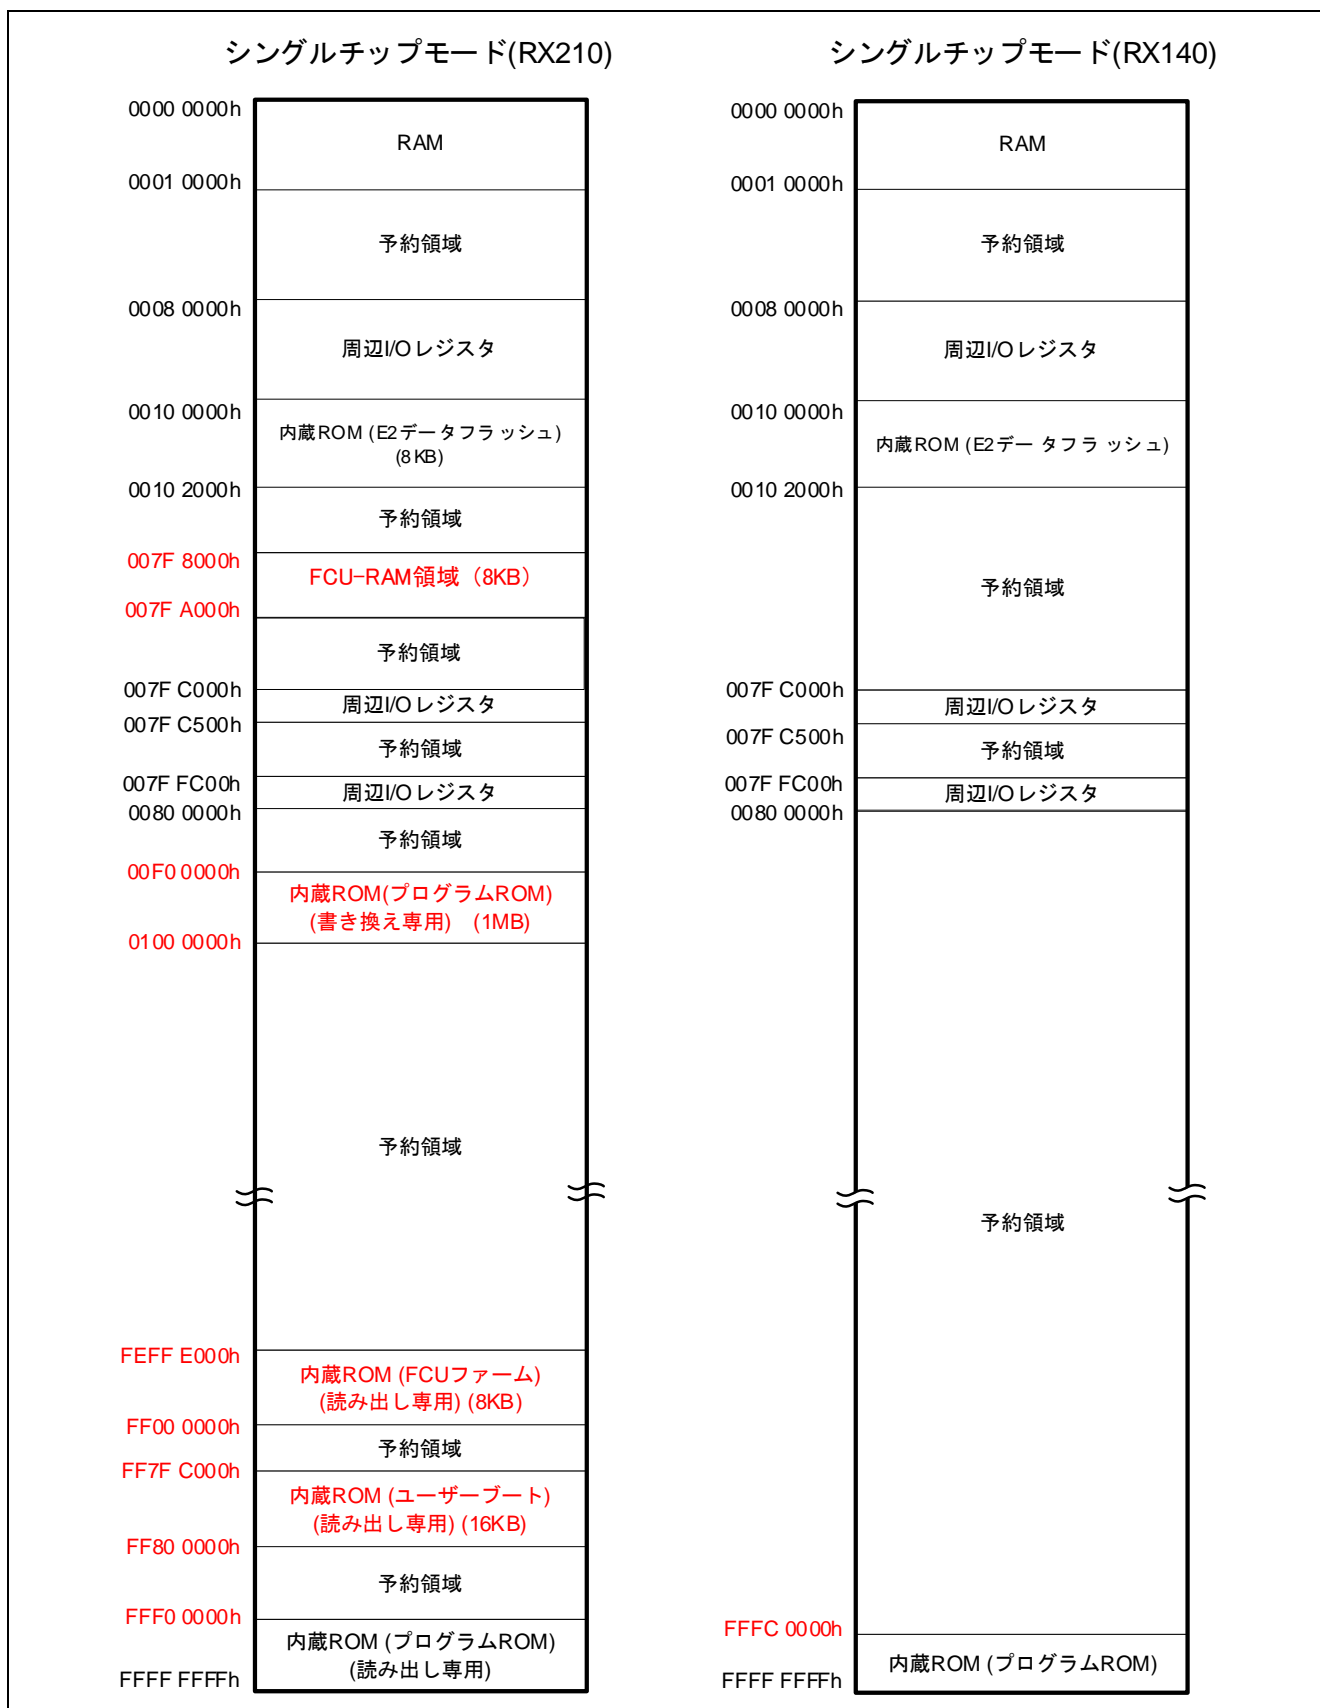 シングルチップモード(RX210)
0000 0000h
RAM
0001 0000h
予約領域
0008 0000h
周辺I/Oレジスタ
0010 0000h
内蔵ROM (E2データフラッシュ)
(8KB)
0010 2000h
予約領域
007F 8000h
FCU-RAM領域（8KB）
007F A000h
予約領域
007F C000h
周辺I/Oレジスタ
007F C500h
予約領域
007F FC00h
周辺I/Oレジスタ
0080 0000h
予約領域
00F0 0000h
内蔵ROM(プログラムROM)
(書き換え専用) (1MB)
0100 0000h
予約領域
FEFF E000h
内蔵ROM (FCUファーム)
(読み出し専用) (8KB)
FF00 0000h
予約領域
FF7F C000h
内蔵ROM (ユーザーブート)
(読み出し専用) (16KB)
FF80 0000h
予約領域
FFF0 0000h
内蔵ROM (プログラムROM)
(読み出し専用)
FFFF FFFFh
シングルチップモード(RX140)
0000 0000h
RAM
0001 0000h
予約領域
0008 0000h
周辺I/Oレジスタ
0010 0000h
内蔵ROM (E2データフラッシュ)
0010 2000h
予約領域
007F C000h
周辺I/Oレジスタ
007F C500h
予約領域
007F FC00h
周辺I/Oレジスタ
0080 0000h
予約領域
FFFC 0000h
内蔵ROM (プログラムROM)
FFFF FFFFh